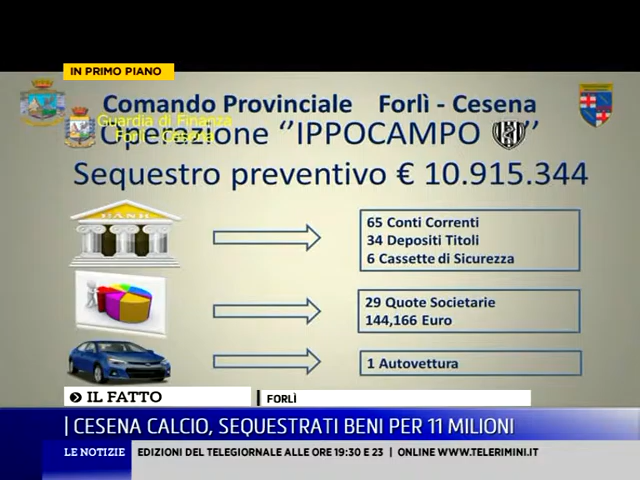 IN PRIMO PIANO
Comando Provinciale Forlì - Cesena
Guardia di Finanza
Forlì - Cesena
Operazione “IPPOCAMPO ”
Sequestro preventivo € 10.915.344
BANK
65 Conti Correnti
34 Depositi Titoli
6 Cassette di Sicurezza
29 Quote Societarie
144,166 Euro
1 Autovettura
IL FATTO
FORLÌ
CESENA CALCIO, SEQUESTRATI BENI PER 11 MILIONI
LE NOTIZIE
EDIZIONI DEL TELEGIORNALE ALLE ORE 19:30 E 23 | ONLINE WWW.TELERIMINI.IT